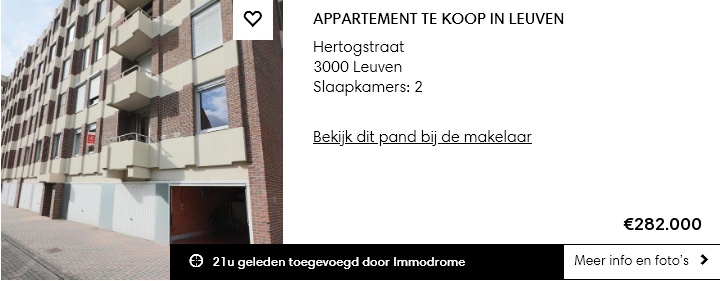 APPARTEMENT TE KOOP IN LEUVEN
Hertogstraat
3000 Leuven
Slaapkamers: 2
Bekijk dit pand bij de makelaar
€282.000
21u geleden toegevoegd door Immodrome
Meer info en foto's